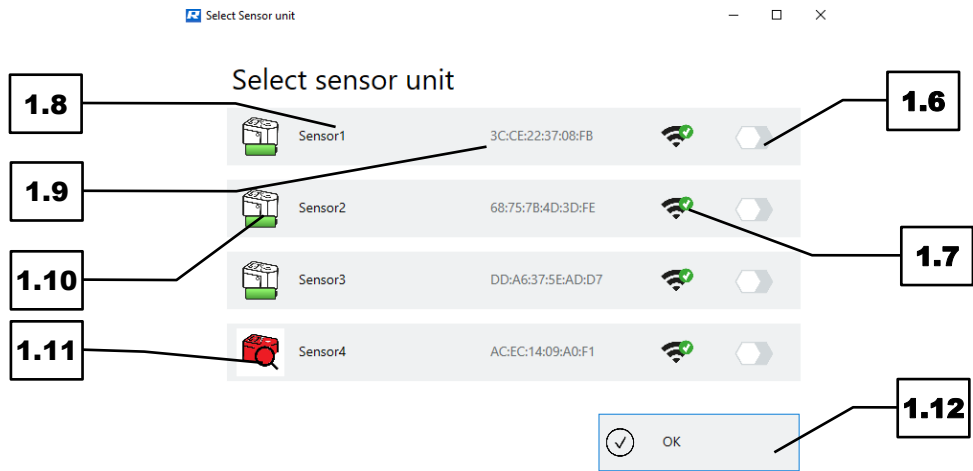 Select Sensor unit
Select sensor unit
1.8
1.6
Sensor1 3C:CE:22:37:08:FB
1.9
Sensor2 68:75:7B:4D:3D:FE
1.7
1.10
Sensor3 DD:A6:37:5E:AD:D7
1.11
Sensor4 AC:EC:14:09:A0:F1
1.12
OK